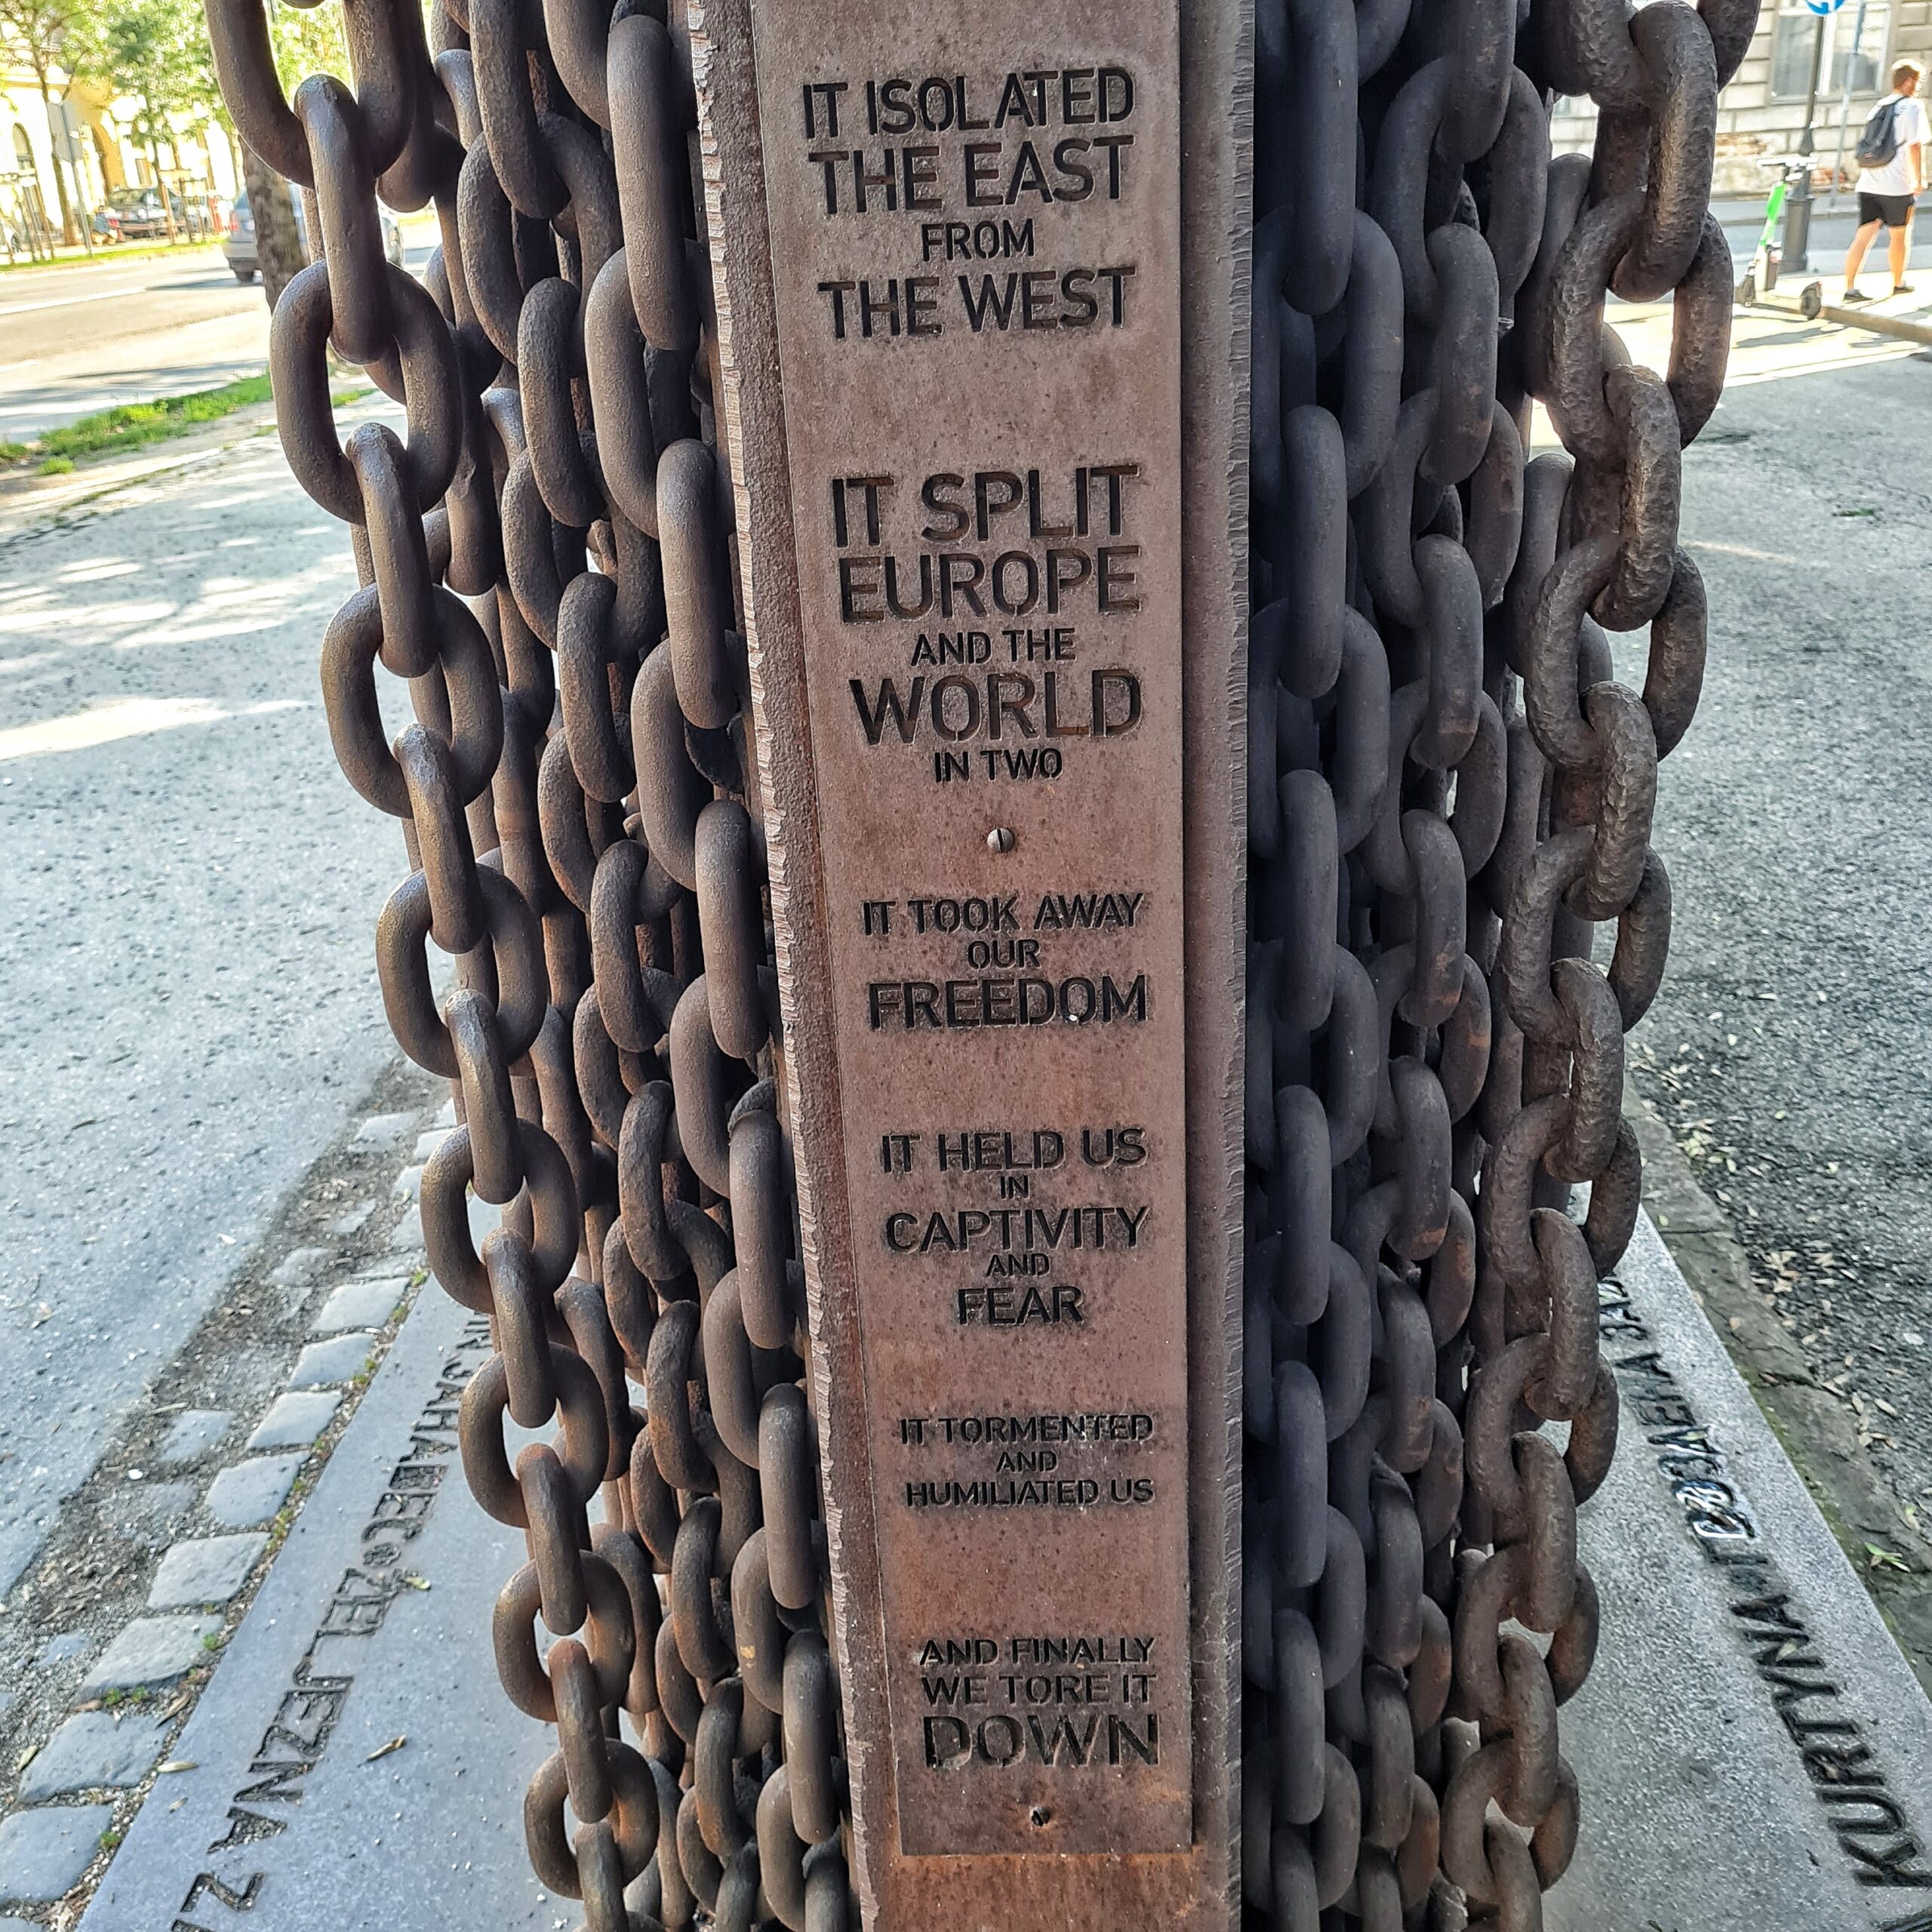 IT ISOLATED
THE EAST
FROM
THE WEST
IT SPLIT
EUROPE
AND THE
WORLD
IN TWO
IT TOOK AWAY
OUR
FREEDOM
IT HELD US
IN
CAPTIVITY
AND
FEAR
IT TORMENTED
AND
HUMILIATED US
AND FINALLY
WE TORE IT
DOWN
ŽELJEZNA
KURTYNA